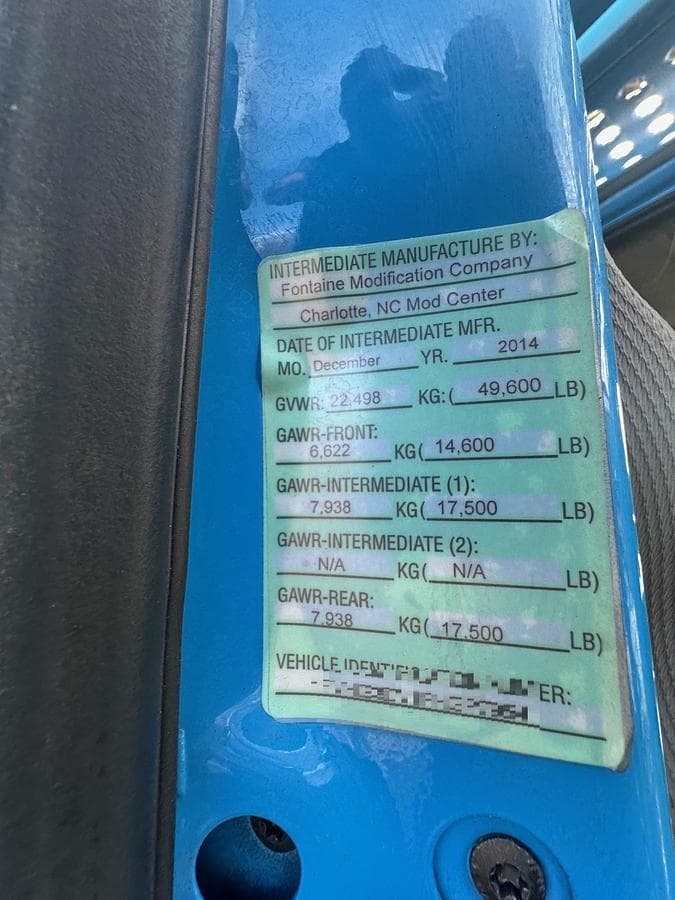 INTERMEDIATE MANUFACTURE BY:
Fontaine Modification Company
Charlotte, NC Mod Center
DATE OF INTERMEDIATE MFR.
MO. December YR. 2014
GVWR: 22,498 KG: ( 49,600 LB)
GAWR-FRONT:
6,622 KG( 14,600 LB)
GAWR-INTERMEDIATE (1):
7,938 KG( 17,500 LB)
GAWR-INTERMEDIATE (2):
N/A KG( N/A LB)
GAWR-REAR:
7,938 KG( 17,500 LB)
VEHICLE